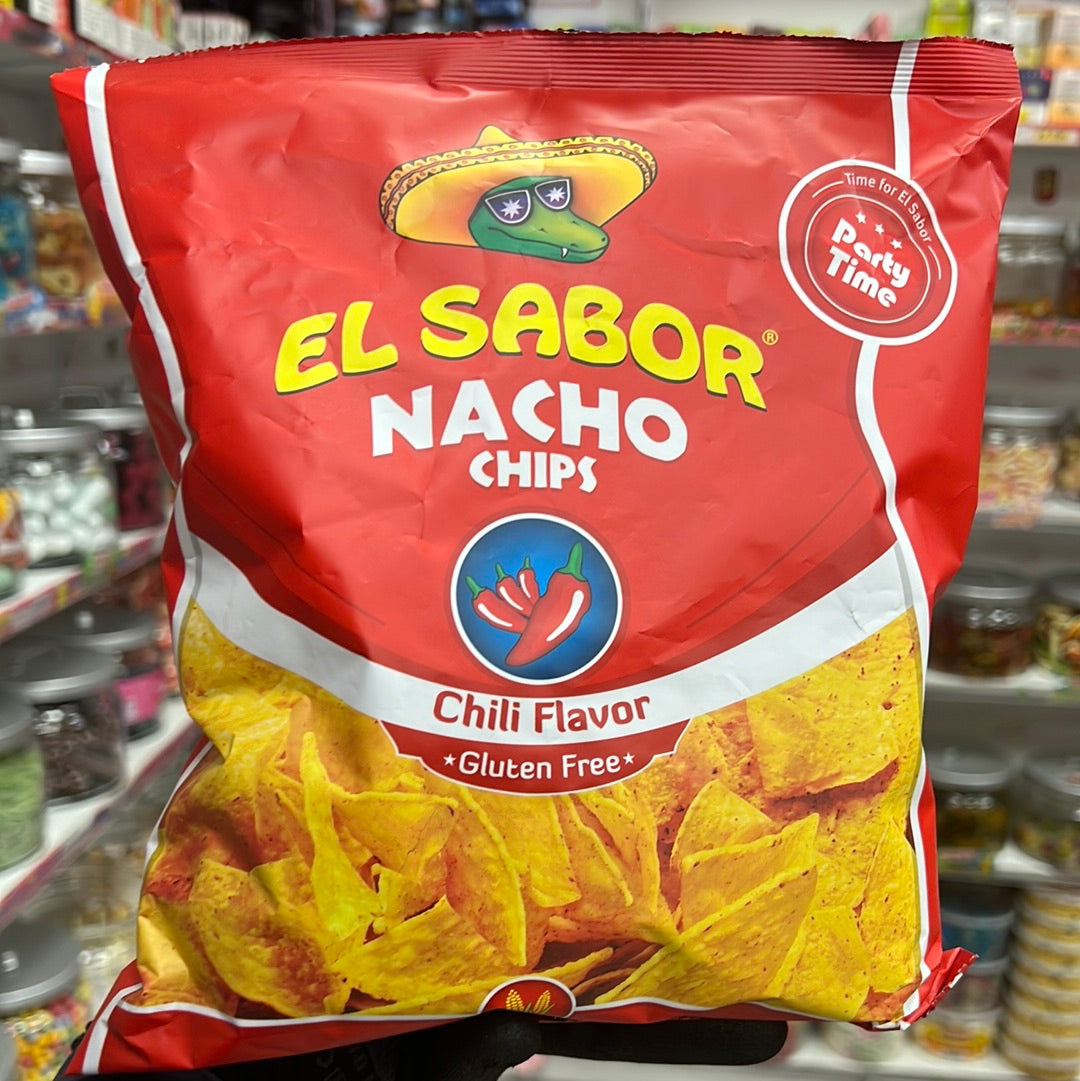 Time for El Sabor
Party
Time
EL SABOR®
NACHO
CHIPS
Chili Flavor
*Gluten Free*